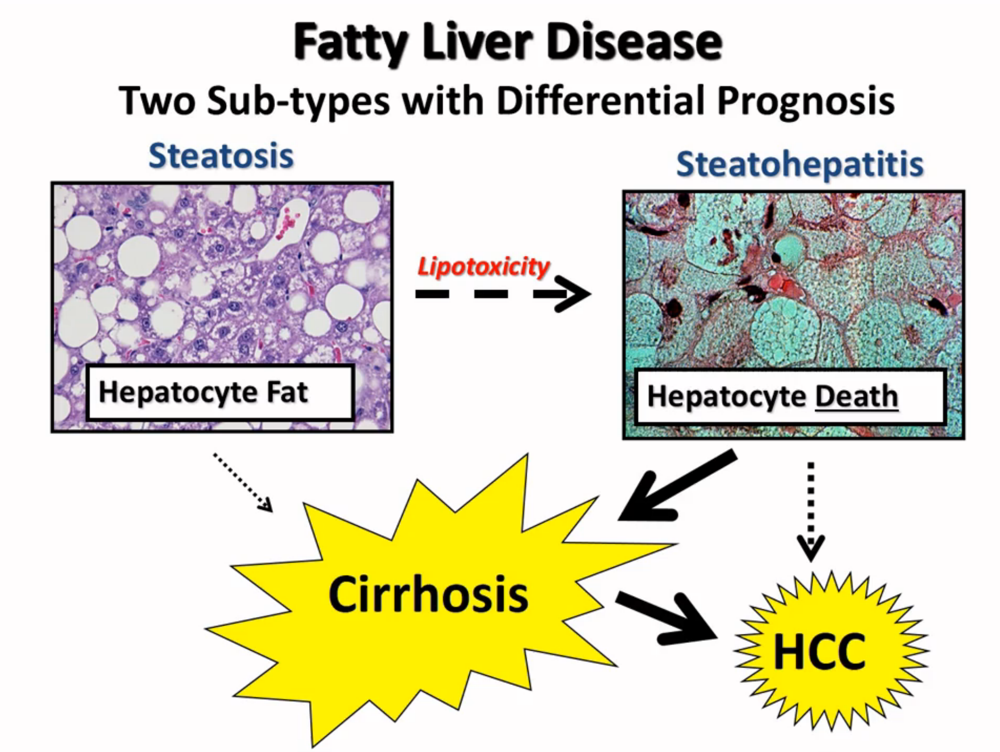 Fatty Liver Disease
Two Sub-types with Differential Prognosis
Steatosis
Steatohepatitis
Lipotoxicity
Hepatocyte Fat
Hepatocyte Death
Cirrhosis
HCC